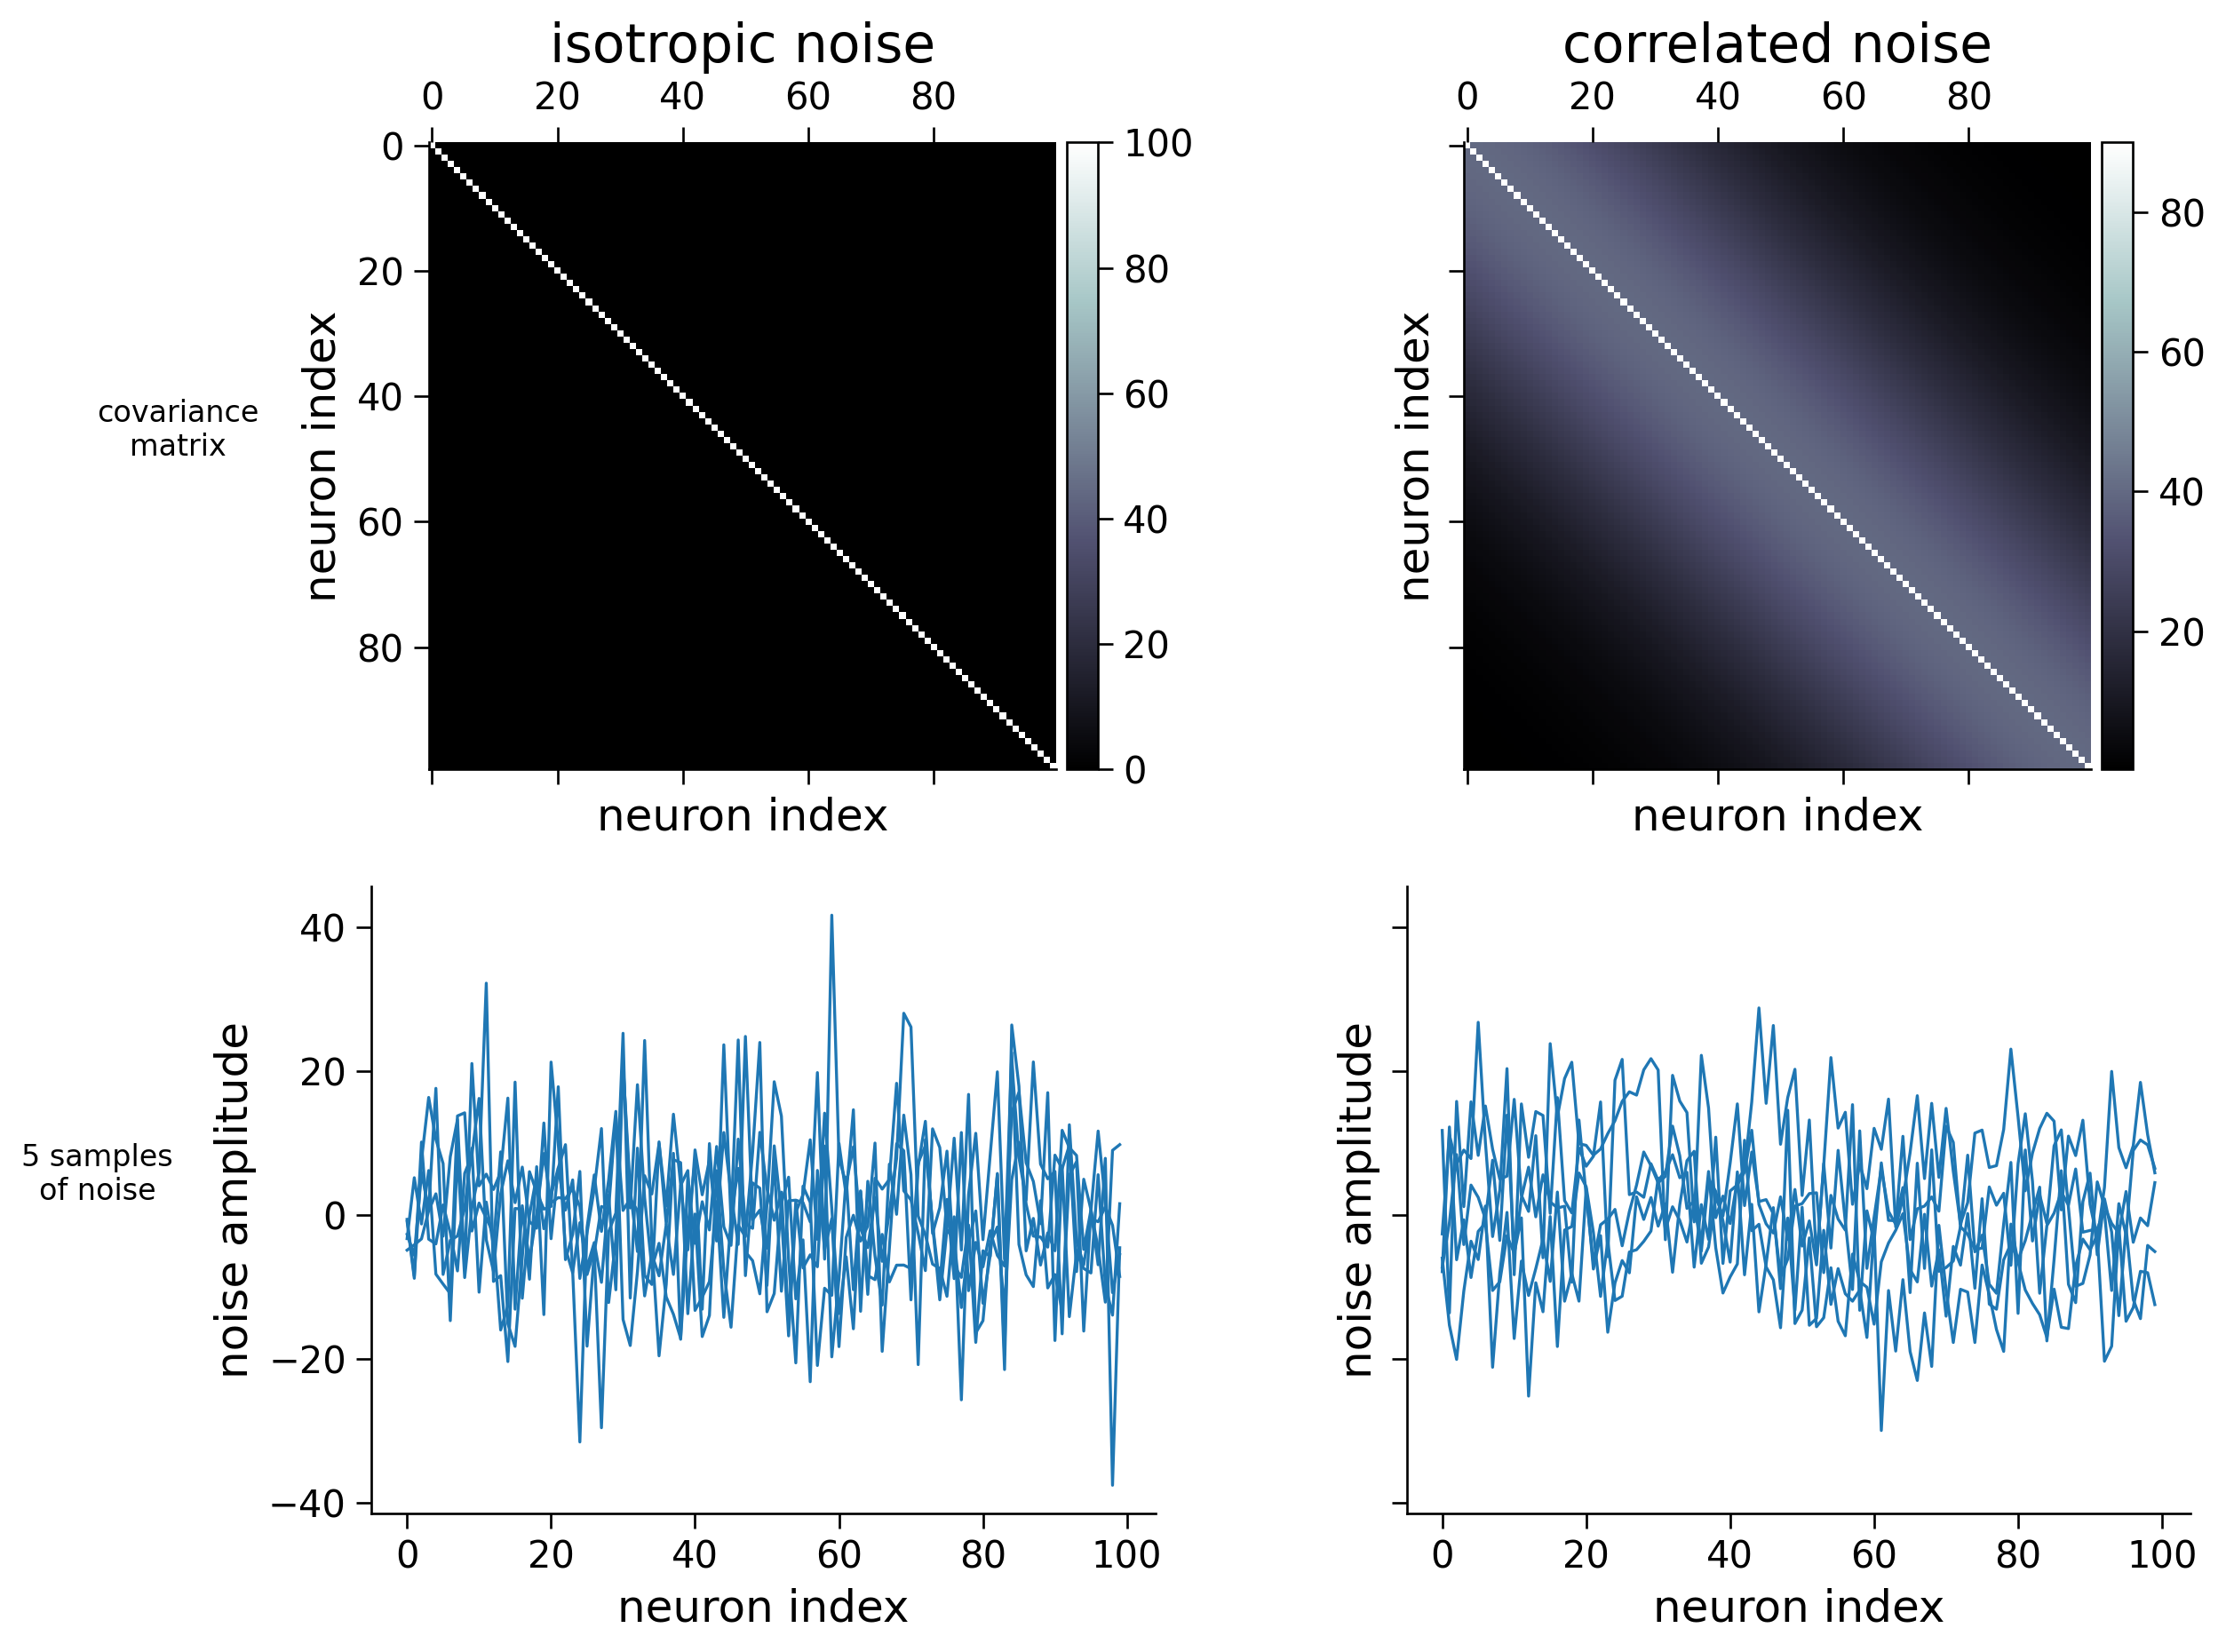 isotropic noise
correlated noise
0 20 40 60 80
0 20 40 60 80
0
20
40
60
80
100
80
60
40
20
0
80
60
40
20
covariance
matrix
neuron index
neuron index
neuron index
neuron index
40
20
0
−20
−40
5 samples
of noise
noise amplitude
noise amplitude
0 20 40 60 80 100
0 20 40 60 80 100
neuron index
neuron index